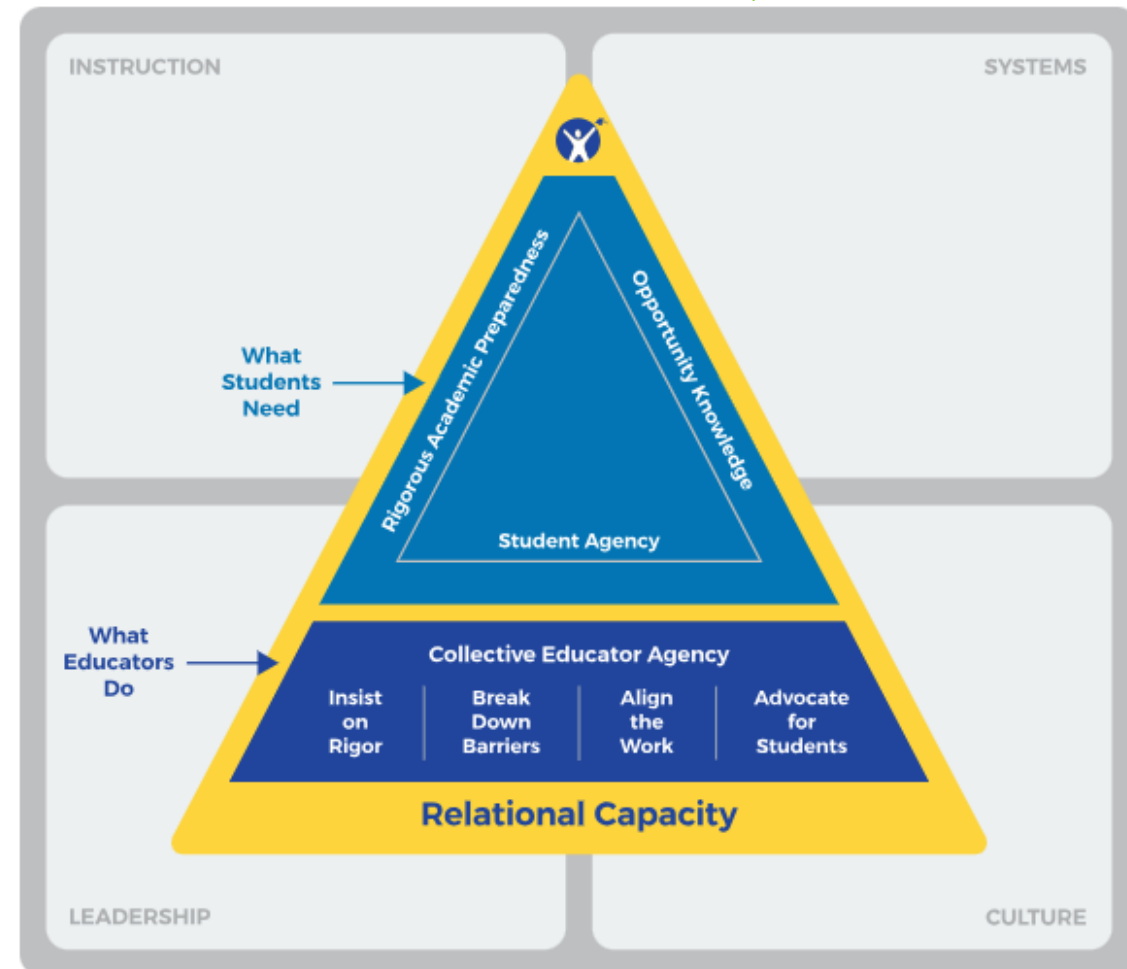 INSTRUCTION
SYSTEMS
Rigorous Academic Preparedness
Opportunity Knowledge
What
Students
Need
Student Agency
What
Educators
Do
Collective Educator Agency
Insist
on
Rigor
Break
Down
Barriers
Align
the
Work
Advocate
for
Students
Relational Capacity
LEADERSHIP
CULTURE